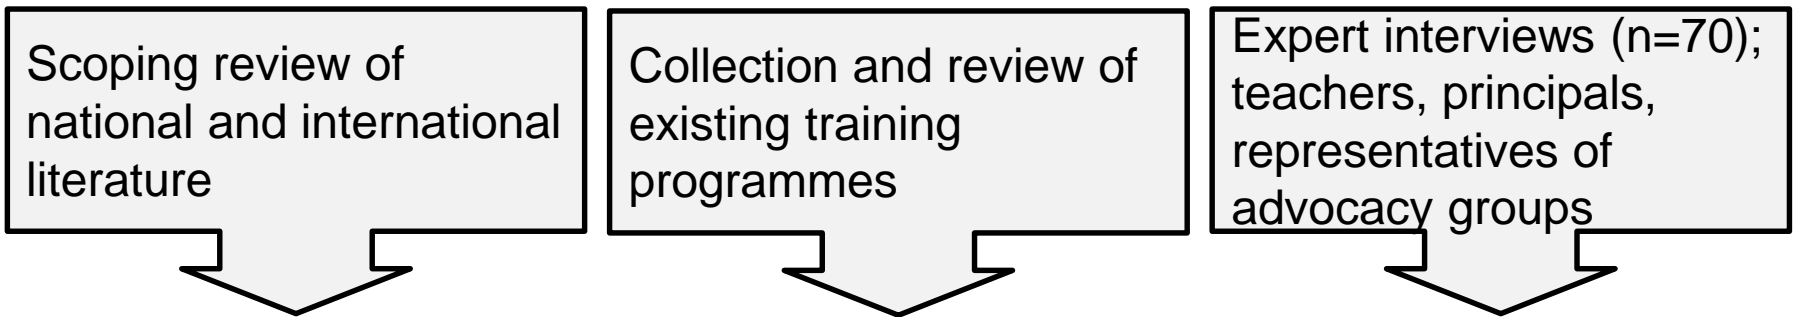 Scoping review of
national and international
literature
Collection and review of
existing training
programmes
Expert interviews (n=70);
teachers, principals,
representatives of
advocacy groups